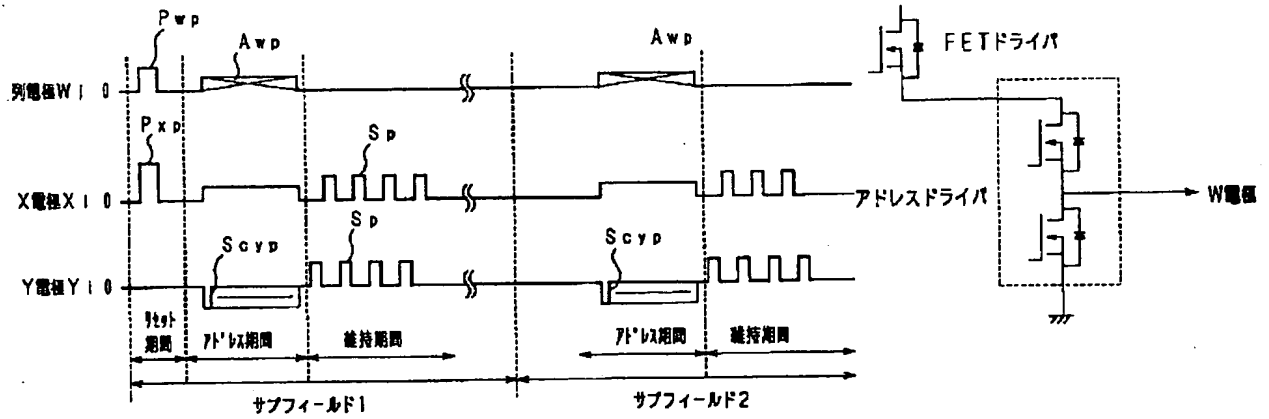 Pwp
Awp
Awp
FETドライバ
列電極Wi 0
Pxp
Sp
X電極Xi 0
アドレスドライバ
W電極
Scyp
Sp
Scyp
Y電極Yi 0
リセット期間
アドレス期間
維持期間
アドレス期間
維持期間
サブフィールド1
サブフィールド2